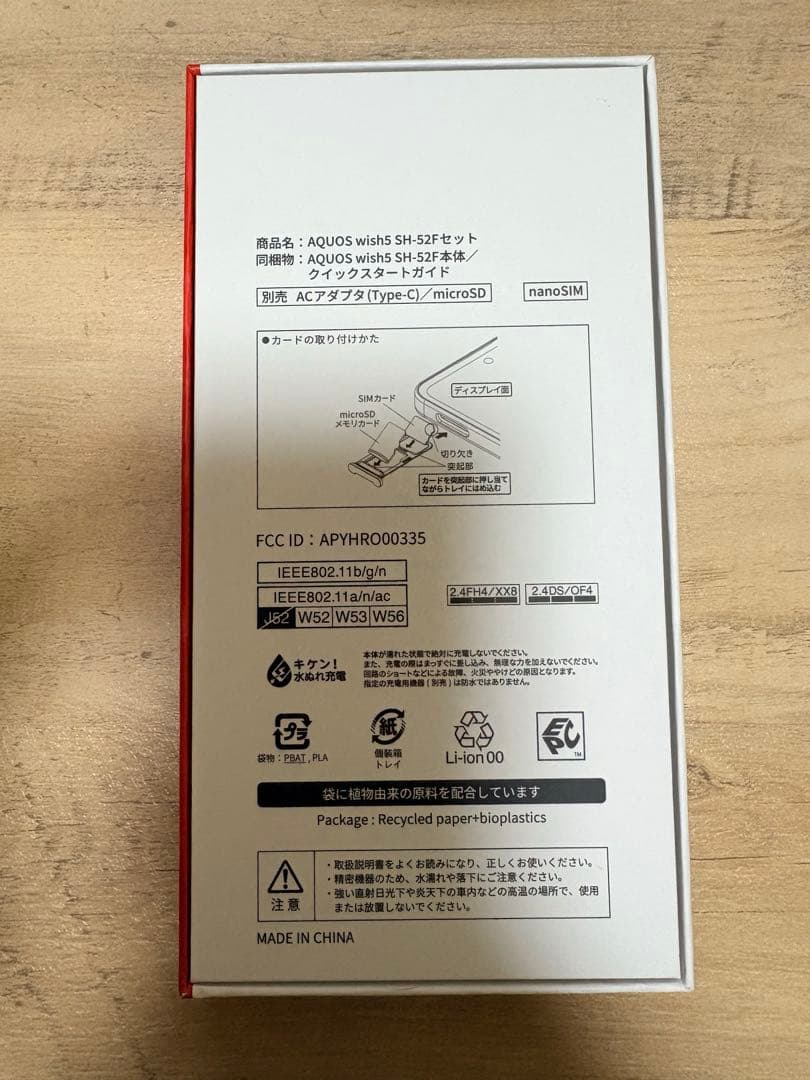 商品名：AQUOS wish5 SH-52Fセット
同梱物：AQUOS wish5 SH-52F本体／
クイックスタートガイド
別売 ACアダプタ(Type-C)／microSD
nanoSIM
●カードの取り付けかた
ディスプレイ面
SIMカード
microSD
メモリカード
切り欠き
突起部
カードを突起部に押し当て
ながらトレイにはめ込む
FCC ID：APYHRO00335
IEEE802.11b/g/n
IEEE802.11a/n/ac
J52 W52 W53 W56
2.4FH4/XX8
2.4DS/OF4
キケン！
水ぬれ充電
本体が濡れた状態で絶対に充電しないでください。
また、充電の際はまっすぐに差し込み、無理な力を加えないでください。
回路のショートなどによる故障、火災ややけどの原因となります。
指定の充電用機器(別売)は防水ではありません。
プラ
袋物：PBAT , PLA
紙
個装箱
トレイ
Li-ion 00
EPC
TM
袋に植物由来の原料を配合しています
Package : Recycled paper+bioplastics
注意
・取扱説明書をよくお読みになり、正しくお使いください。
・精密機器のため、水濡れや落下にご注意ください。
・強い直射日光下や炎天下の車内などの高温の場所で、使用
または放置しないでください。
MADE IN CHINA